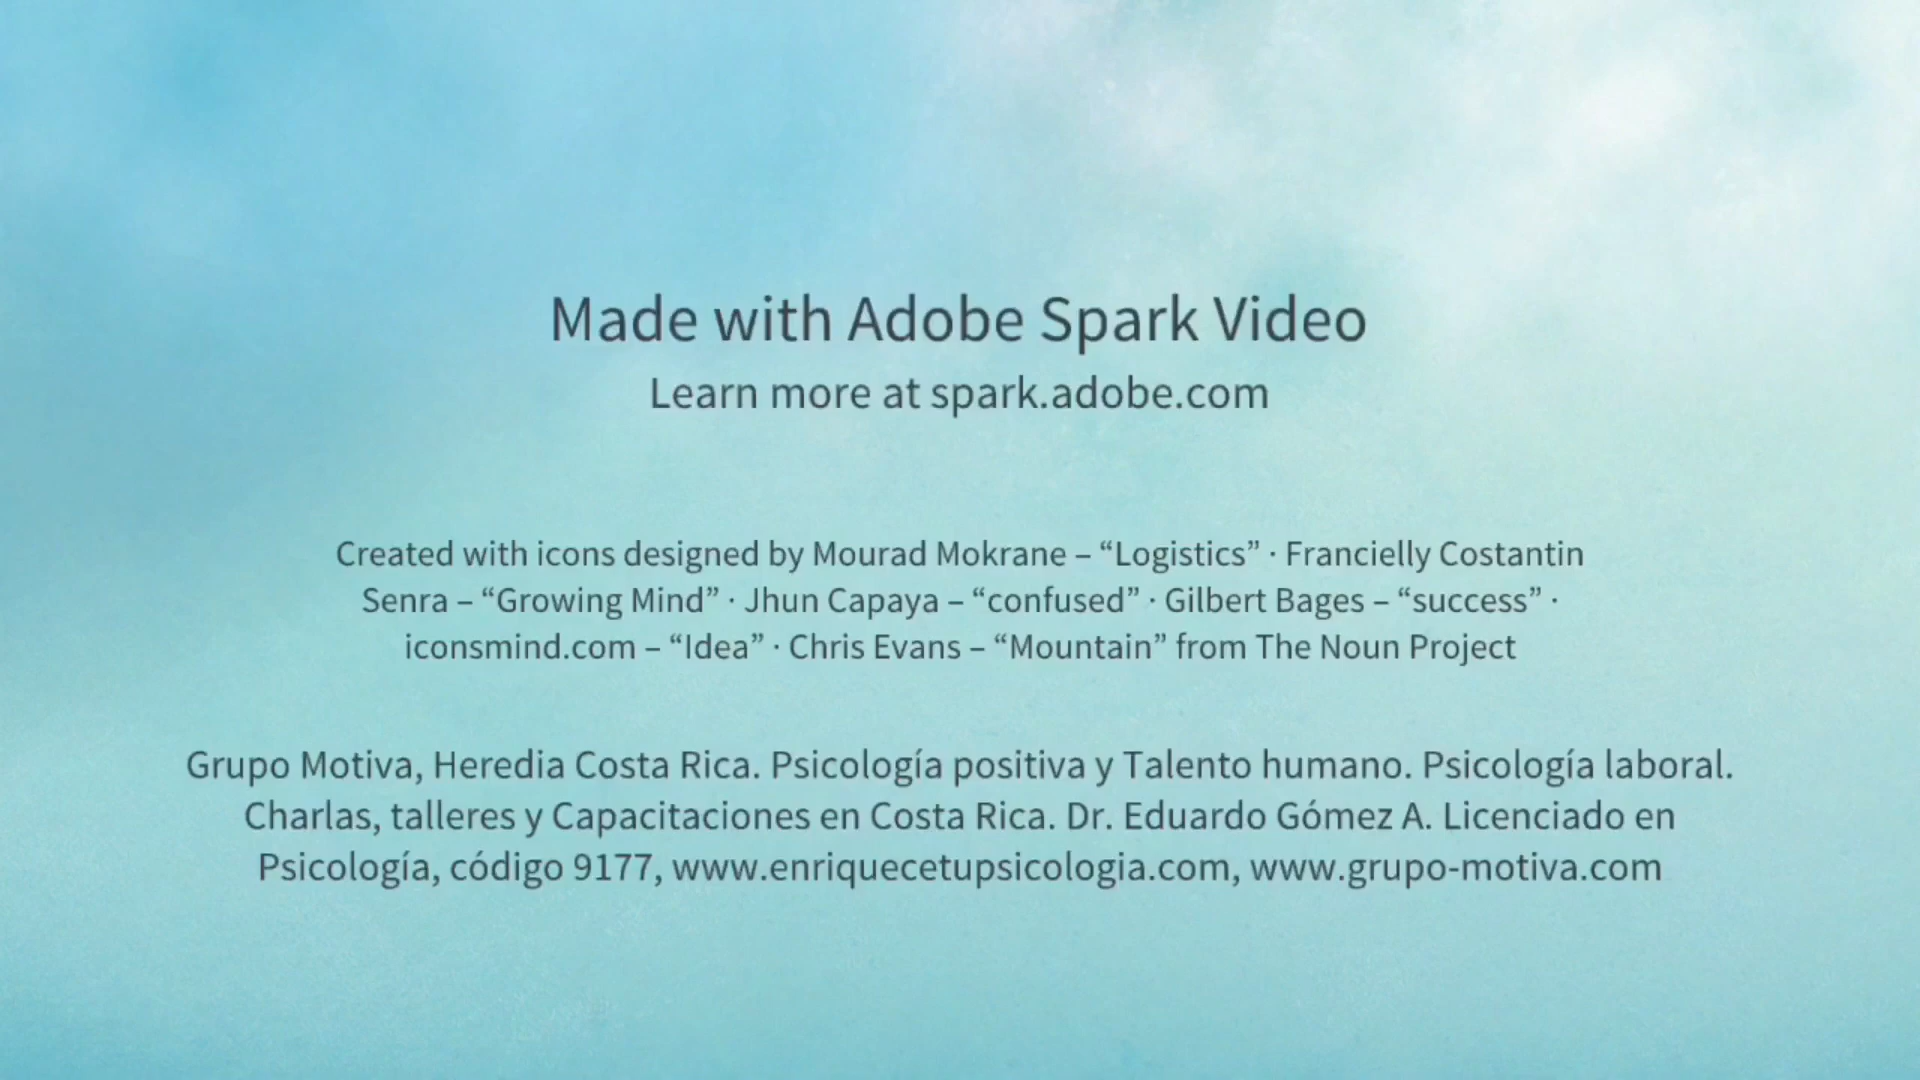 Made with Adobe Spark Video
Learn more at spark.adobe.com
Created with icons designed by Mourad Mokrane – “Logistics” · Francielly Costantin
Senra – “Growing Mind” · Jhun Capaya – “confused” · Gilbert Bages – “success” ·
iconsmind.com – “Idea” · Chris Evans – “Mountain” from The Noun Project
Grupo Motiva, Heredia Costa Rica. Psicología positiva y Talento humano. Psicología laboral.
Charlas, talleres y Capacitaciones en Costa Rica. Dr. Eduardo Gómez A. Licenciado en
Psicología, código 9177, www.enriquecetupsicologia.com, www.grupo-motiva.com